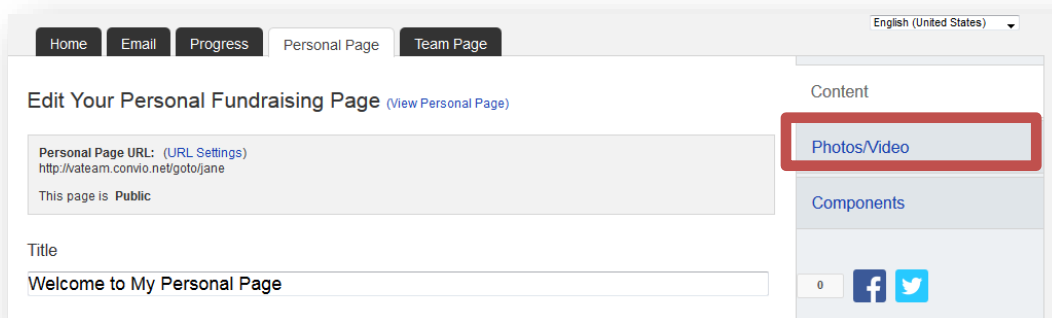 English (United States)
Home Email Progress Personal Page Team Page
Edit Your Personal Fundraising Page (View Personal Page)
Personal Page URL: (URL Settings)
http://vateam.convio.net/goto/jane
This page is Public
Title
Welcome to My Personal Page
Content
Photos/Video
Components
0